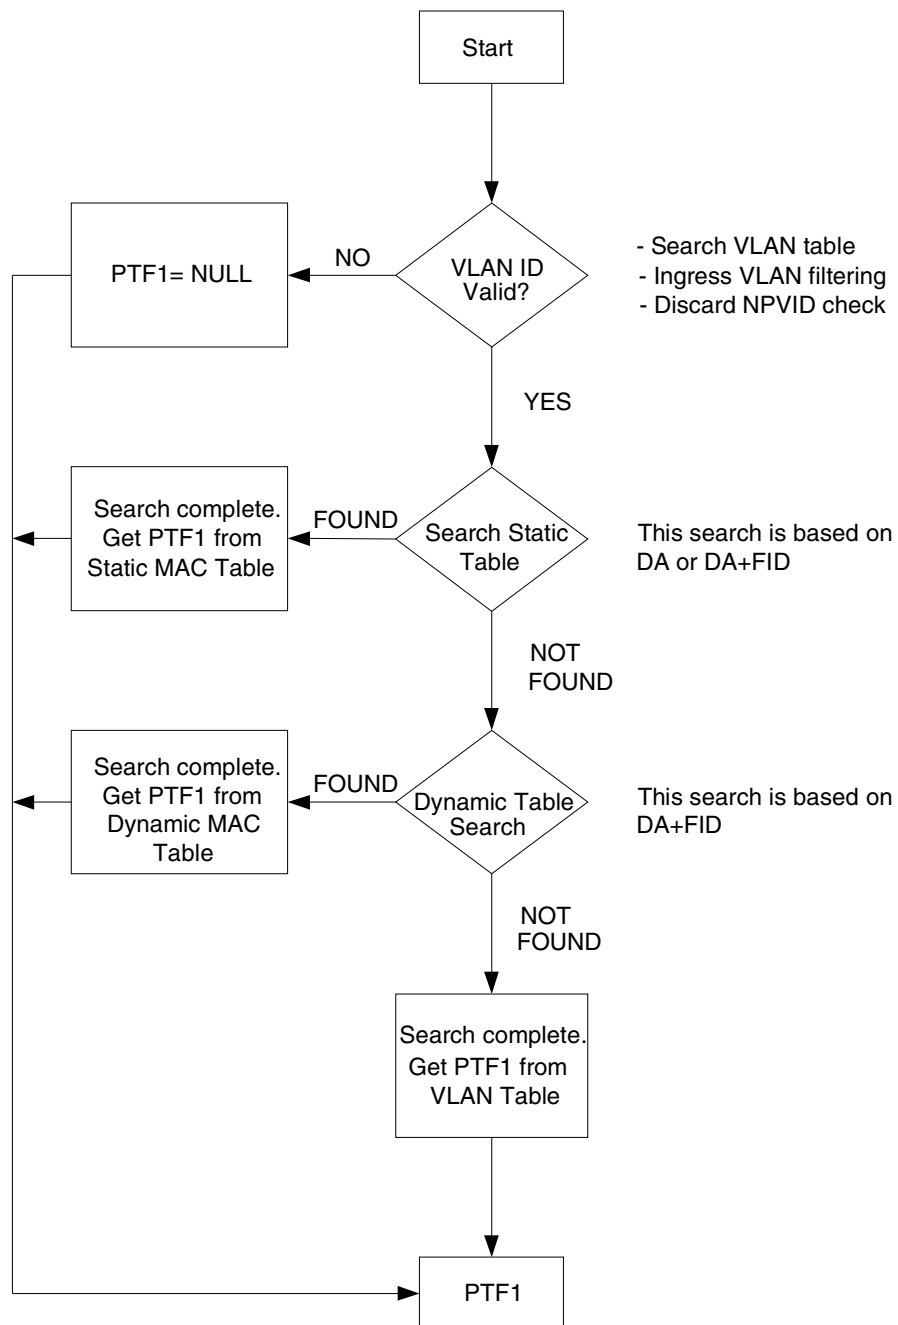 Start
NO
PTF1= NULL
VLAN ID
Valid?
- Search VLAN table
- Ingress VLAN filtering
- Discard NPVID check
YES
Search complete.
Get PTF1 from
Static MAC Table
FOUND
Search Static
Table
This search is based on
DA or DA+FID
NOT
FOUND
Search complete.
Get PTF1 from
Dynamic MAC
Table
FOUND
Dynamic Table
Search
This search is based on
DA+FID
NOT
FOUND
Search complete.
Get PTF1 from
VLAN Table
PTF1